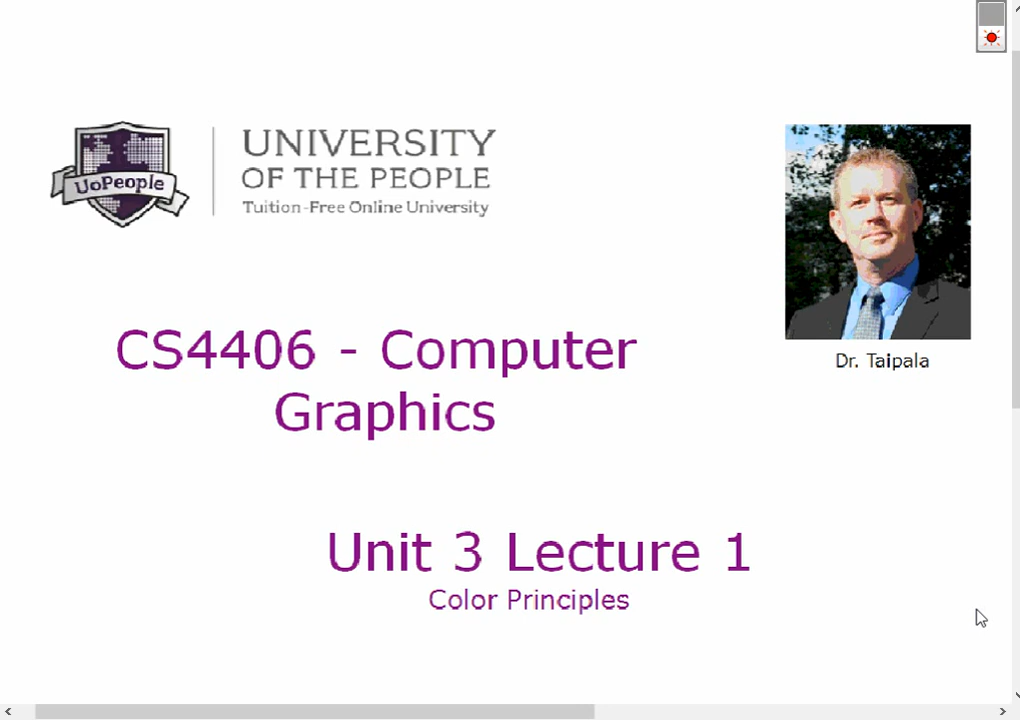 UNIVERSITY
OF THE PEOPLE
UoPeople
Tuition-Free Online University
CS4406 - Computer
Graphics
Dr. Taipala
Unit 3 Lecture 1
Color Principles